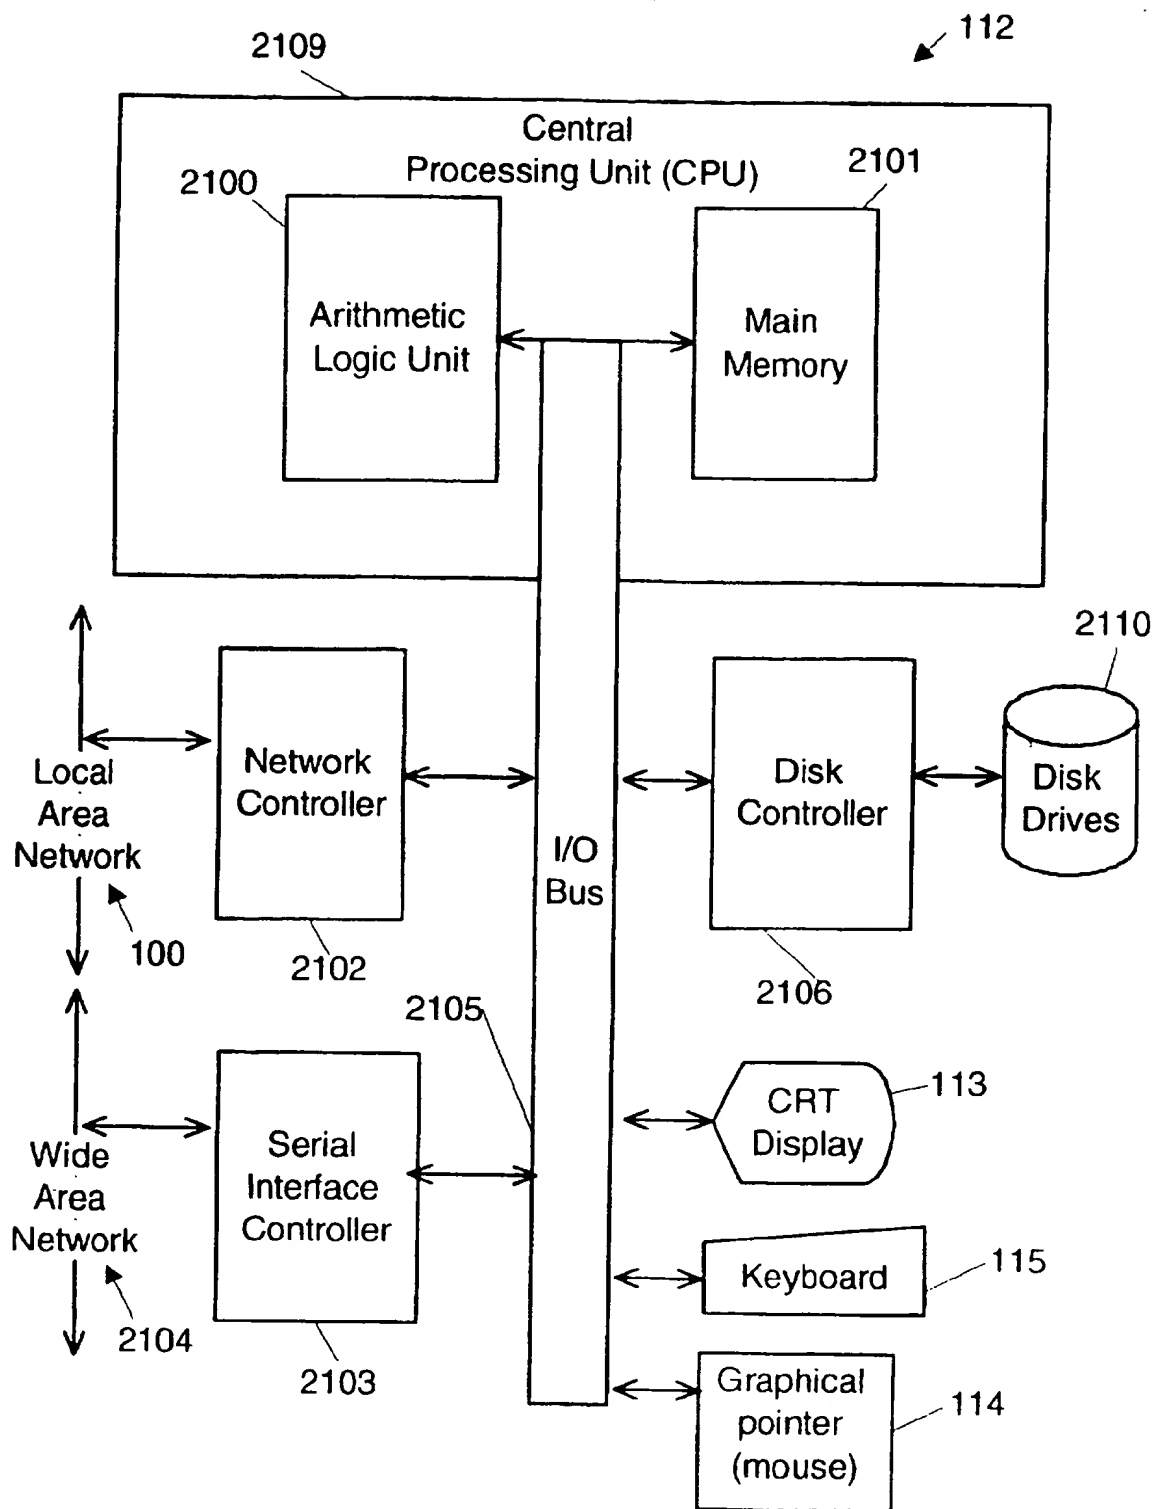 112
2109
Central
Processing Unit (CPU)
2100
2101
Arithmetic
Logic Unit
Main
Memory
2110
Network
Controller
Disk
Controller
Disk
Drives
Local
Area
Network
I/O
Bus
100
2102
2106
2105
CRT
Display
113
Serial
Interface
Controller
Wide
Area
Network
Keyboard
115
2104
2103
Graphical
pointer
(mouse)
114